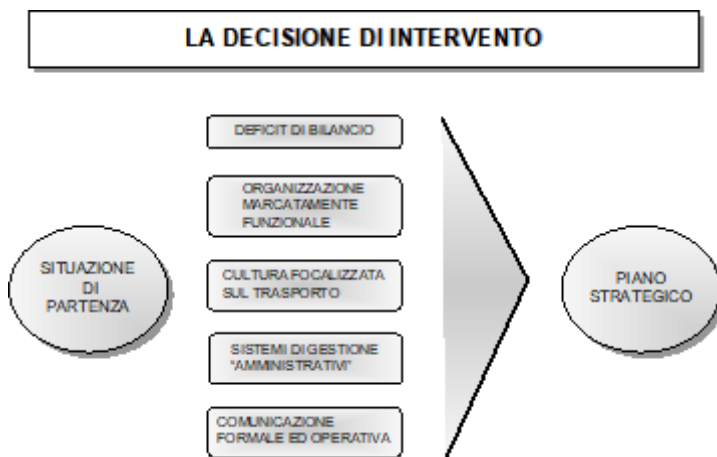 LA DECISIONE DI INTERVENTO
DEFICIT DI BILANCIO
ORGANIZZAZIONE
MARCATAMENTE
FUNZIONALE
SITUAZIONE
DI
PARTENZA
CULTURA FOCALIZZATA
SUL TRASPORTO
PIANO
STRATEGICO
SISTEMI DI GESTIONE
"AMMINISTRATIVI"
COMUNICAZIONE
FORMALE ED OPERATIVA